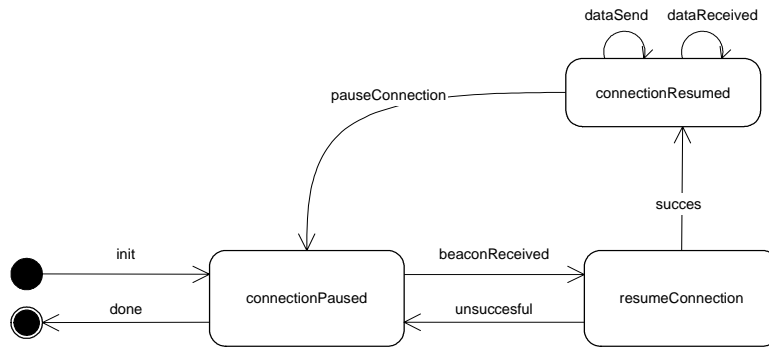 dataSend
dataReceived
connectionResumed
pauseConnection
succes
init
beaconReceived
connectionPaused
resumeConnection
done
unsuccesful